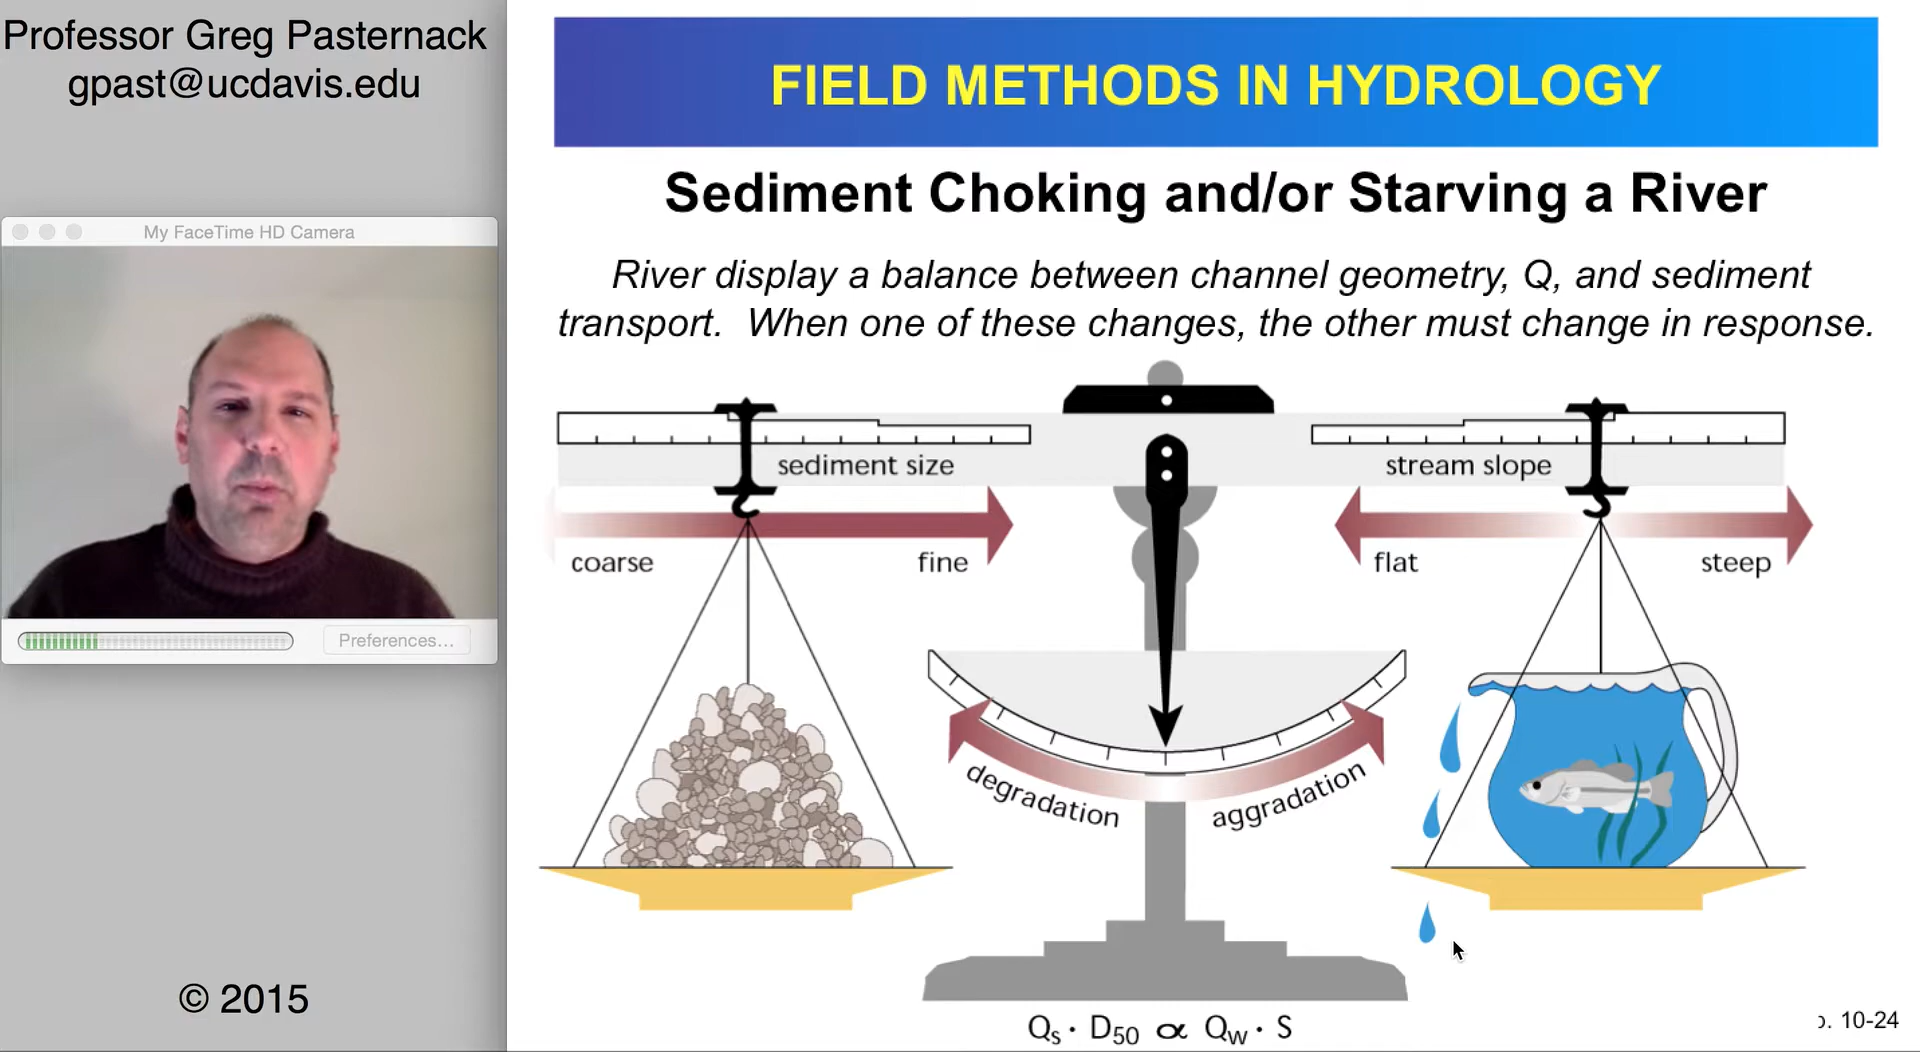 Professor Greg Pasternack
gpast@ucdavis.edu
My FaceTime HD Camera
Preferences...
© 2015
FIELD METHODS IN HYDROLOGY
Sediment Choking and/or Starving a River
River display a balance between channel geometry, Q, and sediment
transport. When one of these changes, the other must change in response.
sediment size
stream slope
coarse
fine
flat
steep
degradation
aggradation
Qs · D50 ∝ Qw · S
10-24